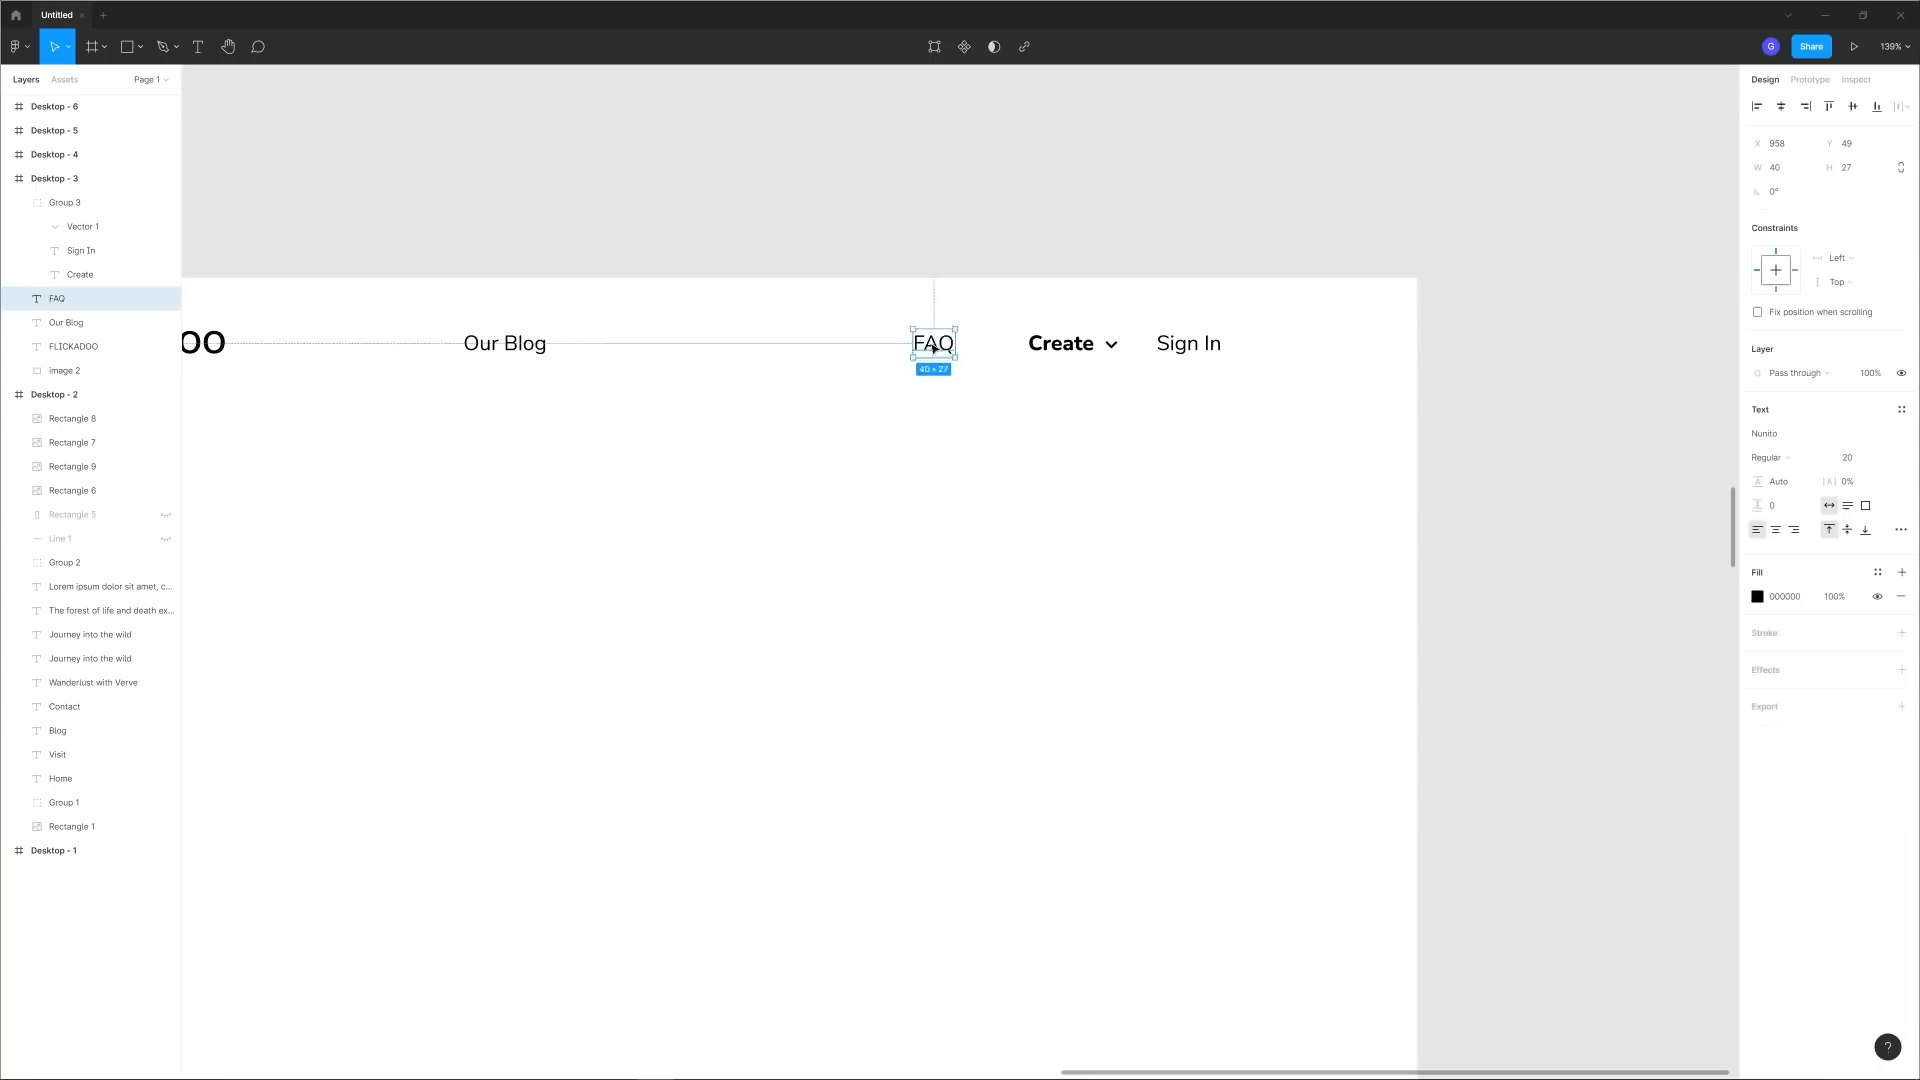 Untitled
G
Share
139%
Layers
Assets
Page 1
Desktop - 6
Desktop - 5
Desktop - 4
Desktop - 3
Group 3
Vector 1
Sign In
Create
FAQ
Our Blog
FLICKADOO
image 2
Desktop - 2
Rectangle 8
Rectangle 7
Rectangle 9
Rectangle 6
Rectangle 5
Line 1
Group 2
Lorem ipsum dolor sit amet, c...
The forest of life and death ex...
Journey into the wild
Journey into the wild
Wanderlust with Verve
Contact
Blog
Visit
Home
Group 1
Rectangle 1
Desktop - 1
OO Our Blog FAQ Create Sign In
40 × 27
Design Prototype Inspect
X 958 Y 49
W 40 H 27
0°
Constraints
Left
Top
Fix position when scrolling
Layer
Pass through 100%
Text
Nunito
Regular 20
Auto |A| 0%
0
Fill
000000 100%
Stroke
Effects
Export
?